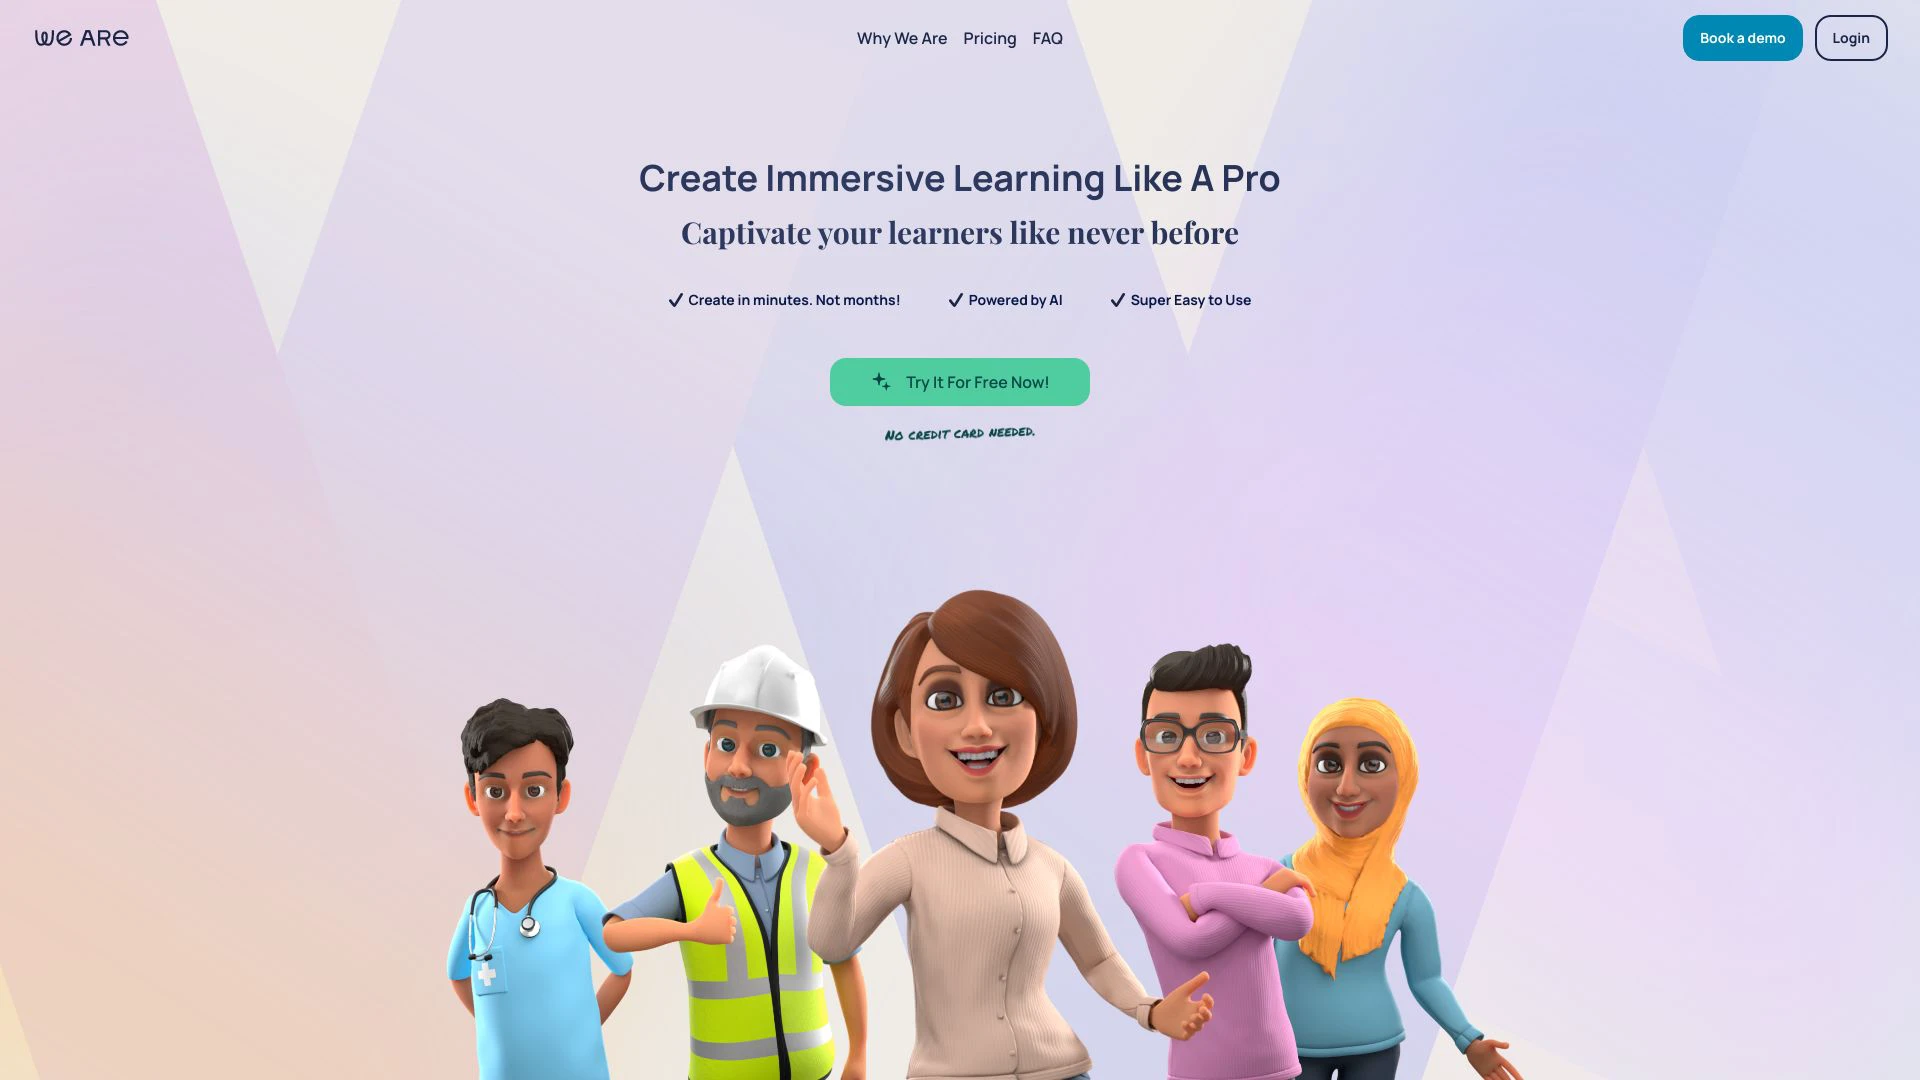 we ARe
Why We Are
Pricing
FAQ
Book a demo
Login
Create Immersive Learning Like A Pro
Captivate your learners like never before
Create in minutes. Not months!
Powered by AI
Super Easy to Use
Try It For Free Now!
No credit card needed.